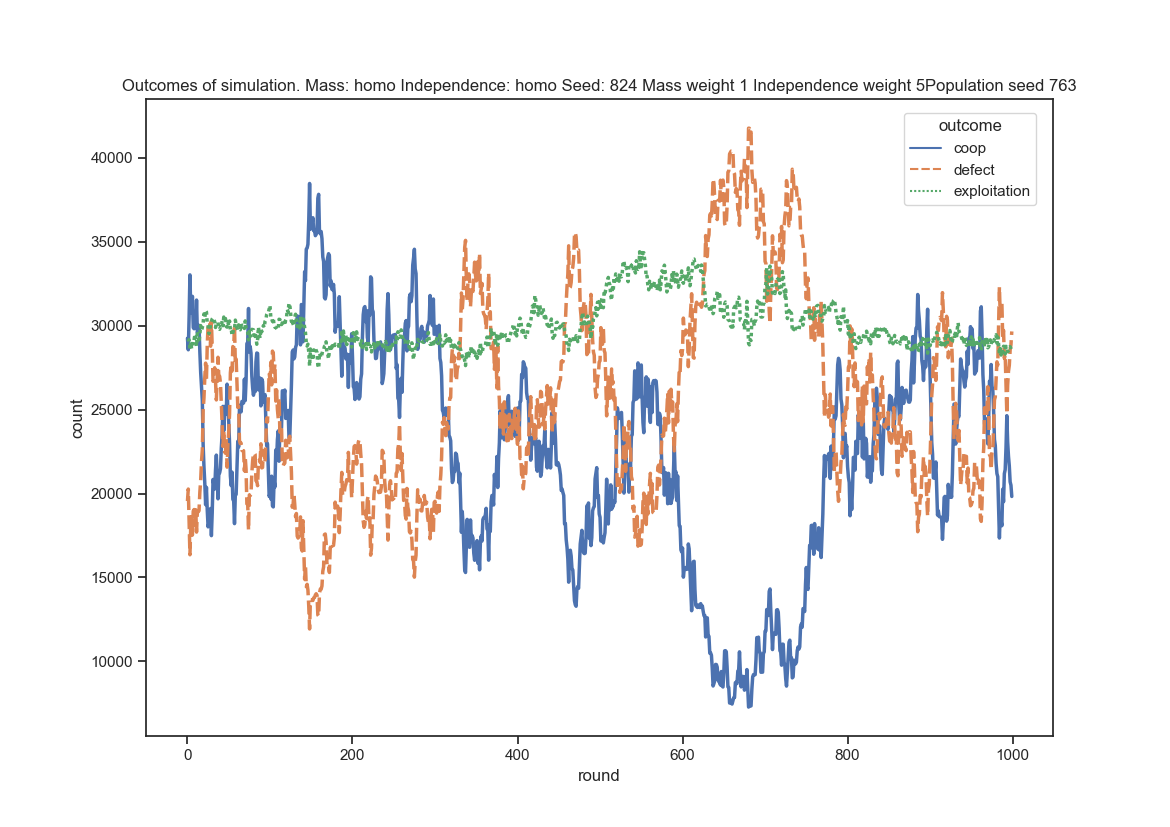 Outcomes of simulation. Mass: homo Independence: homo Seed: 824 Mass weight 1 Independence weight 5Population seed 763
outcome
coop
defect
exploitation
40000
35000
30000
25000
20000
15000
10000
count
0 200 400 600 800 1000
round